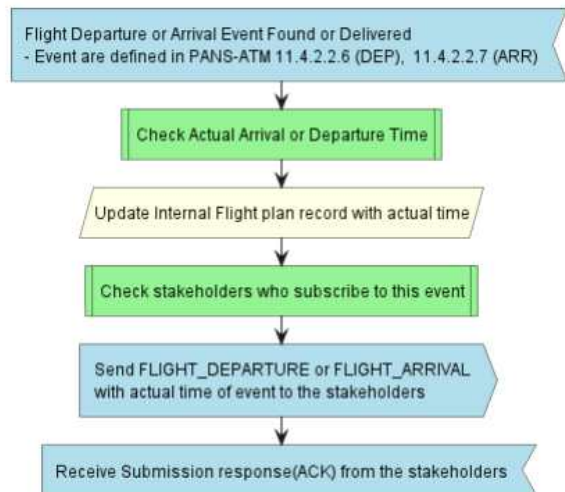 Flight Departure or Arrival Event Found or Delivered
- Event are defined in PANS-ATM 11.4.2.2.6 (DEP),  11.4.2.2.7 (ARR)
Check Actual Arrival or Departure Time
Update Internal Flight plan record with actual time
Check stakeholders who subscribe to this event
Send FLIGHT_DEPARTURE or FLIGHT_ARRIVAL
with actual time of event to the stakeholders
Receive Submission response(ACK) from the stakeholders